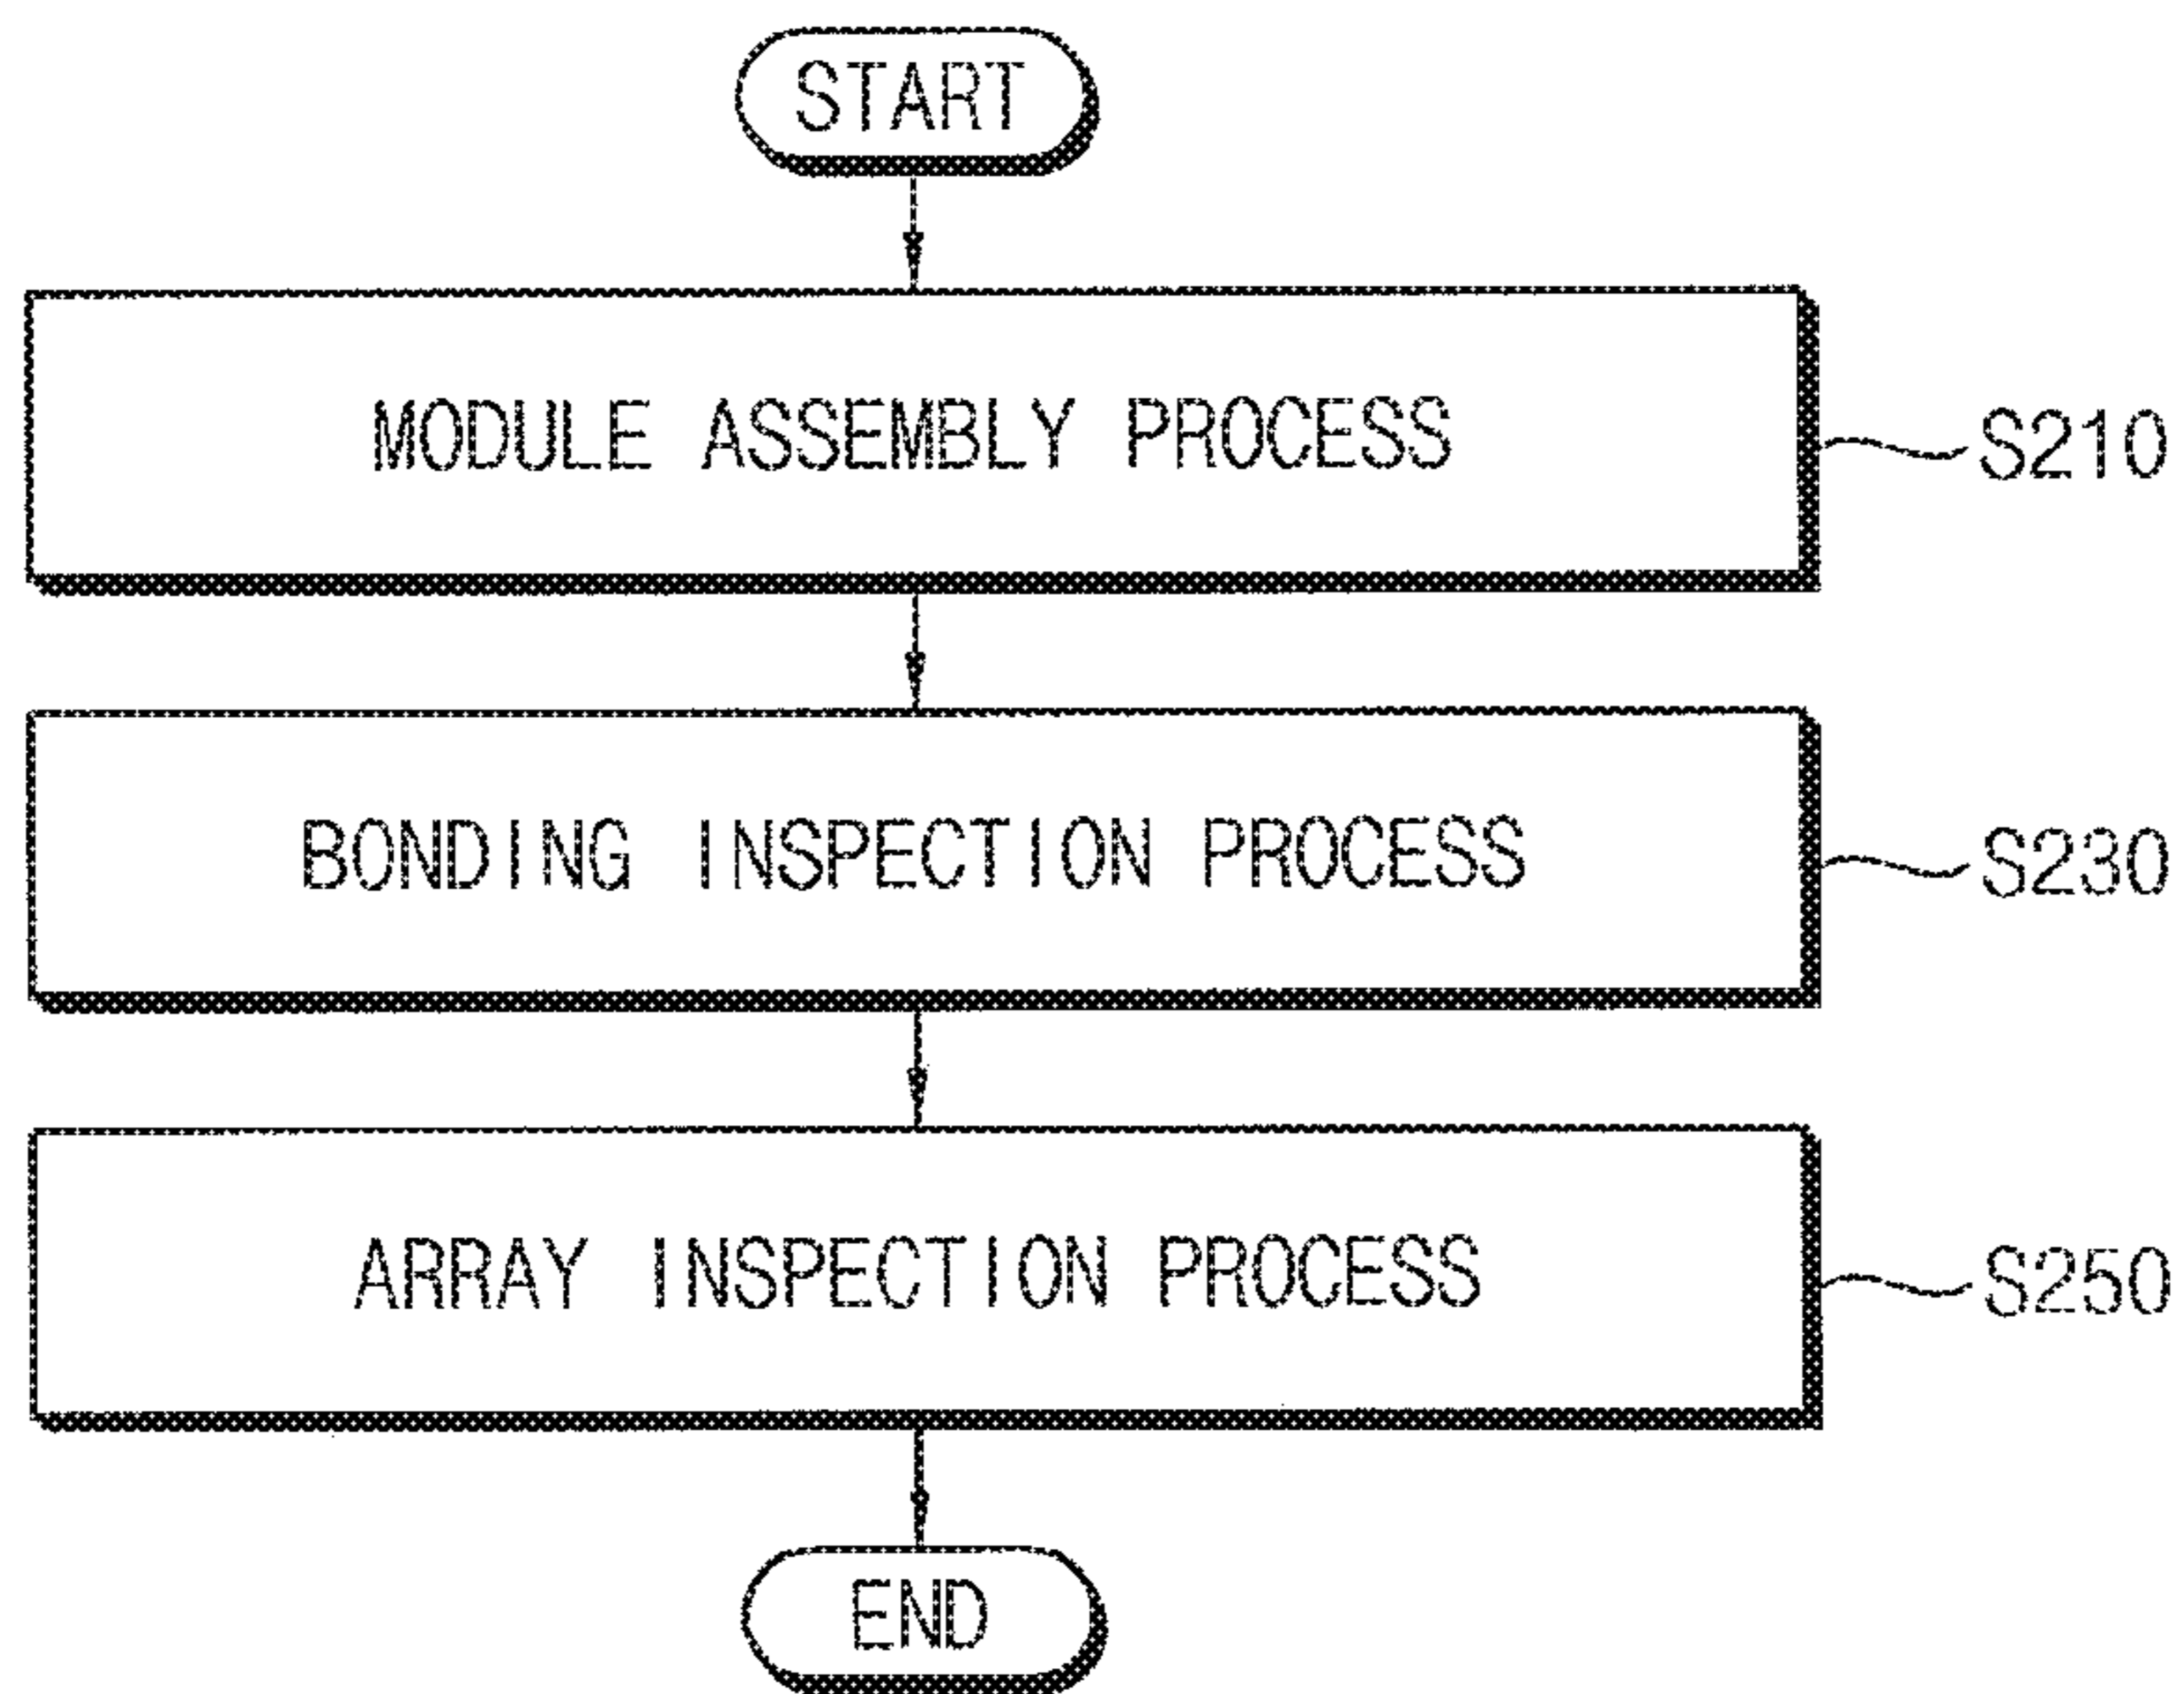 START
MODULE ASSEMBLY PROCESS
S210
BONDING INSPECTION PROCESS
S230
ARRAY INSPECTION PROCESS
S250
END